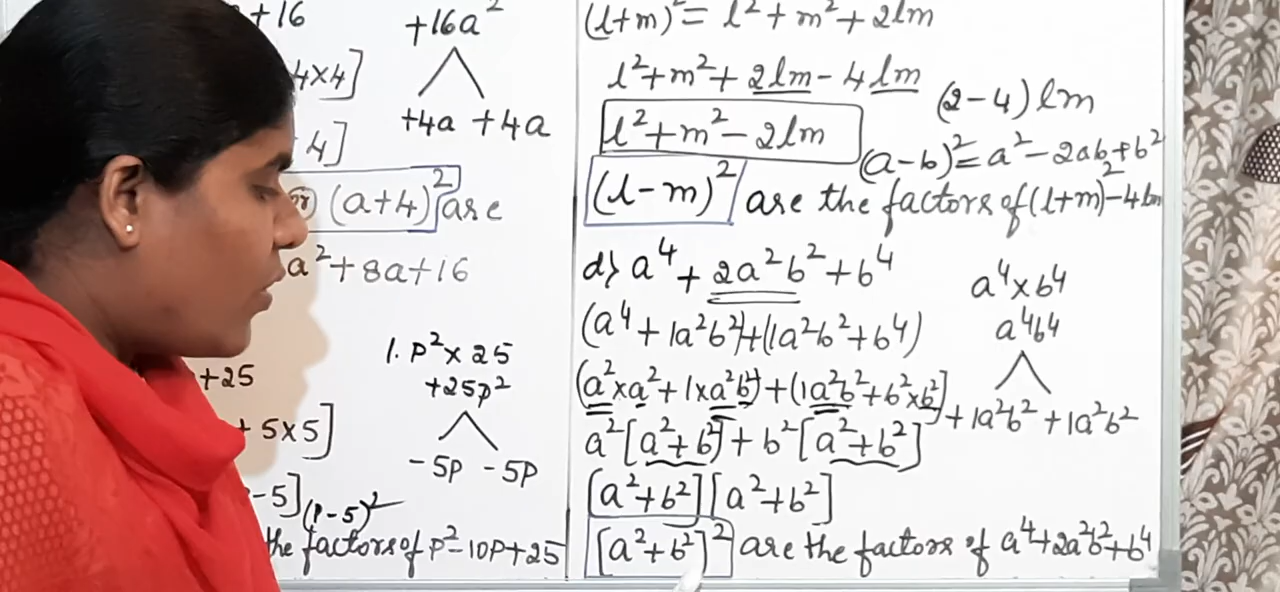 +16
+16a²
4×4]
+4a +4a
4]
(a+4)² are
a²+8a+16
1. p²×25
+25
+25p²
+ 5×5]
-5p -5p
-5] (p-5)²
the factors of p²-10p+25
(l+m)² = l²+m²+2lm
l²+m²+2lm-4lm
(2-4)lm
l²+m²-2lm
(a-b)²=a²-2ab+b²
(l-m)² are the factors of (l+m)²-4lm
d) a⁴+2a²b²+b⁴
a⁴×b⁴
(a⁴+1a²b²)+(1a²b²+b⁴)
a⁴b⁴
(a²×a²+1×a²b²)+(1a²b²+b²×b²]
+1a²b² +1a²b²
a²[a²+b²]+b²[a²+b²]
[a²+b²][a²+b²]
[a²+b²]² are the factors of a⁴+2a²b²+b⁴